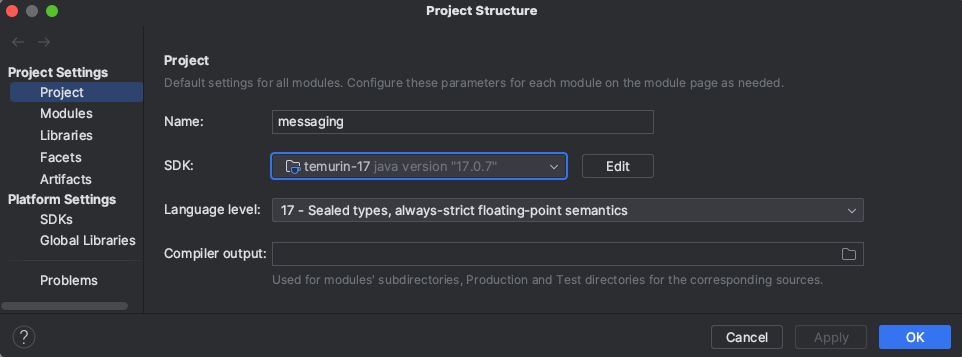 Project Structure
Project Settings
Project
Modules
Libraries
Facets
Artifacts
Platform Settings
SDKs
Global Libraries
Problems
Project
Default settings for all modules. Configure these parameters for each module on the module page as needed.
Name: messaging
SDK: temurin-17 java version "17.0.7" Edit
Language level: 17 - Sealed types, always-strict floating-point semantics
Compiler output:
Used for modules' subdirectories, Production and Test directories for the corresponding sources.
? Cancel Apply OK